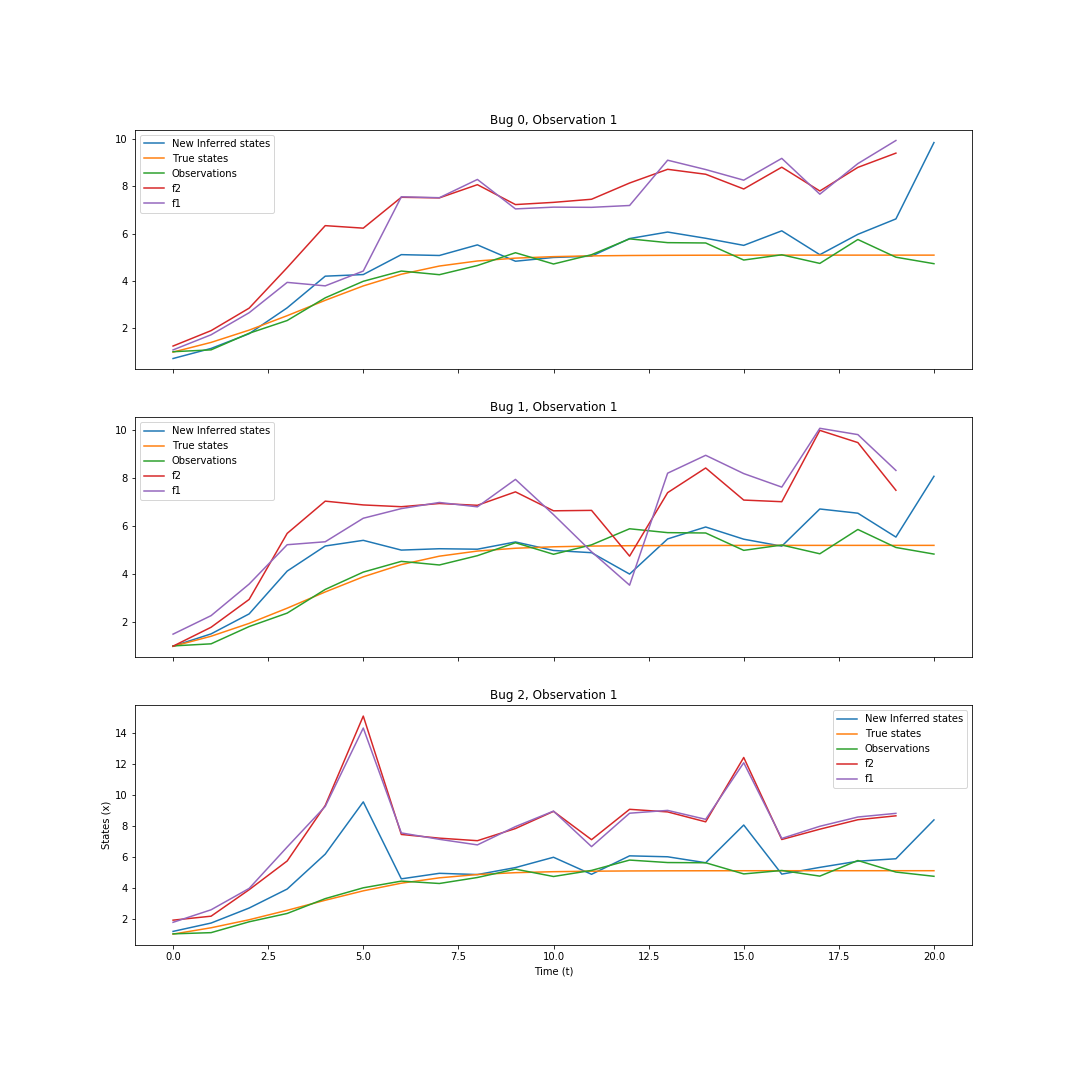 Bug 0, Observation 1
10
8
6
4
2
New Inferred states
True states
Observations
f2
f1
Bug 1, Observation 1
10
8
6
4
2
New Inferred states
True states
Observations
f2
f1
Bug 2, Observation 1
States (x)
14
12
10
8
6
4
2
New Inferred states
True states
Observations
f2
f1
0.0 2.5 5.0 7.5 10.0 12.5 15.0 17.5 20.0
Time (t)